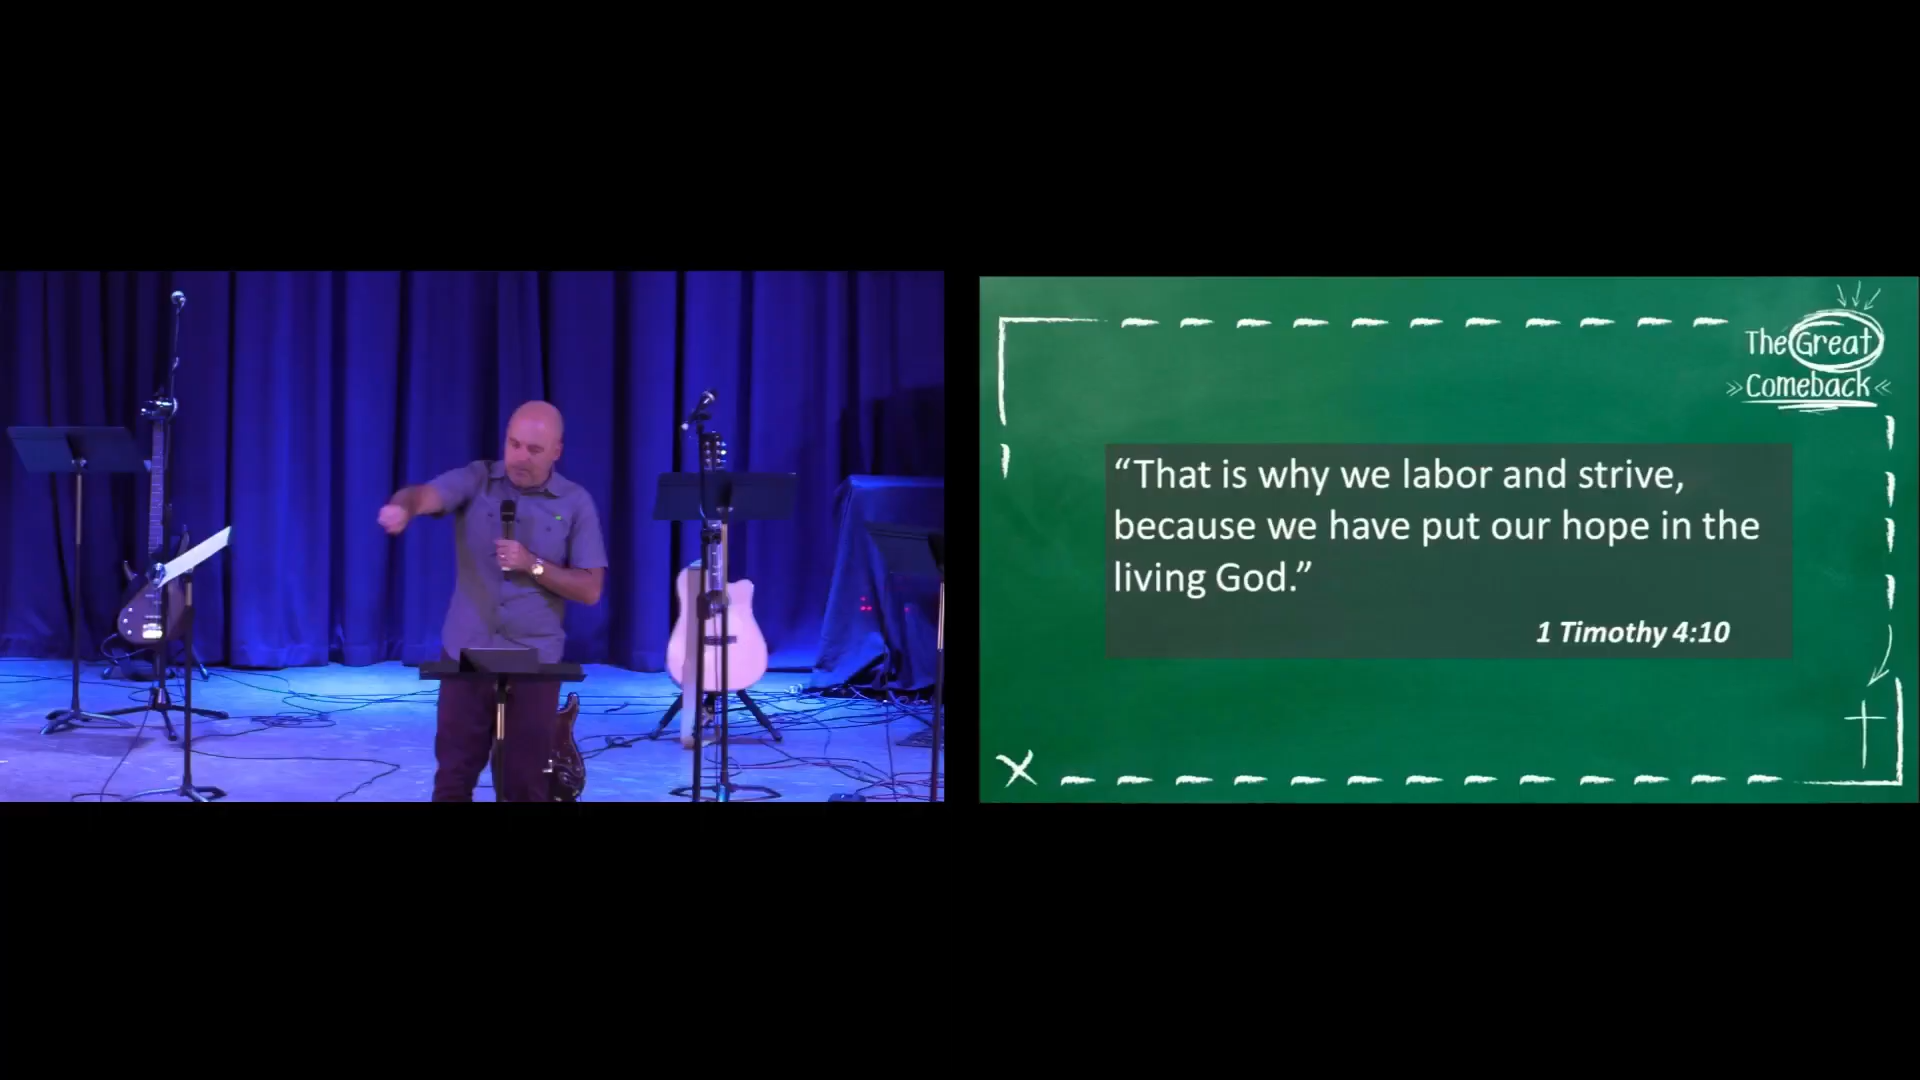 The Great
»Comeback«
“That is why we labor and strive,
because we have put our hope in the
living God.”
1 Timothy 4:10